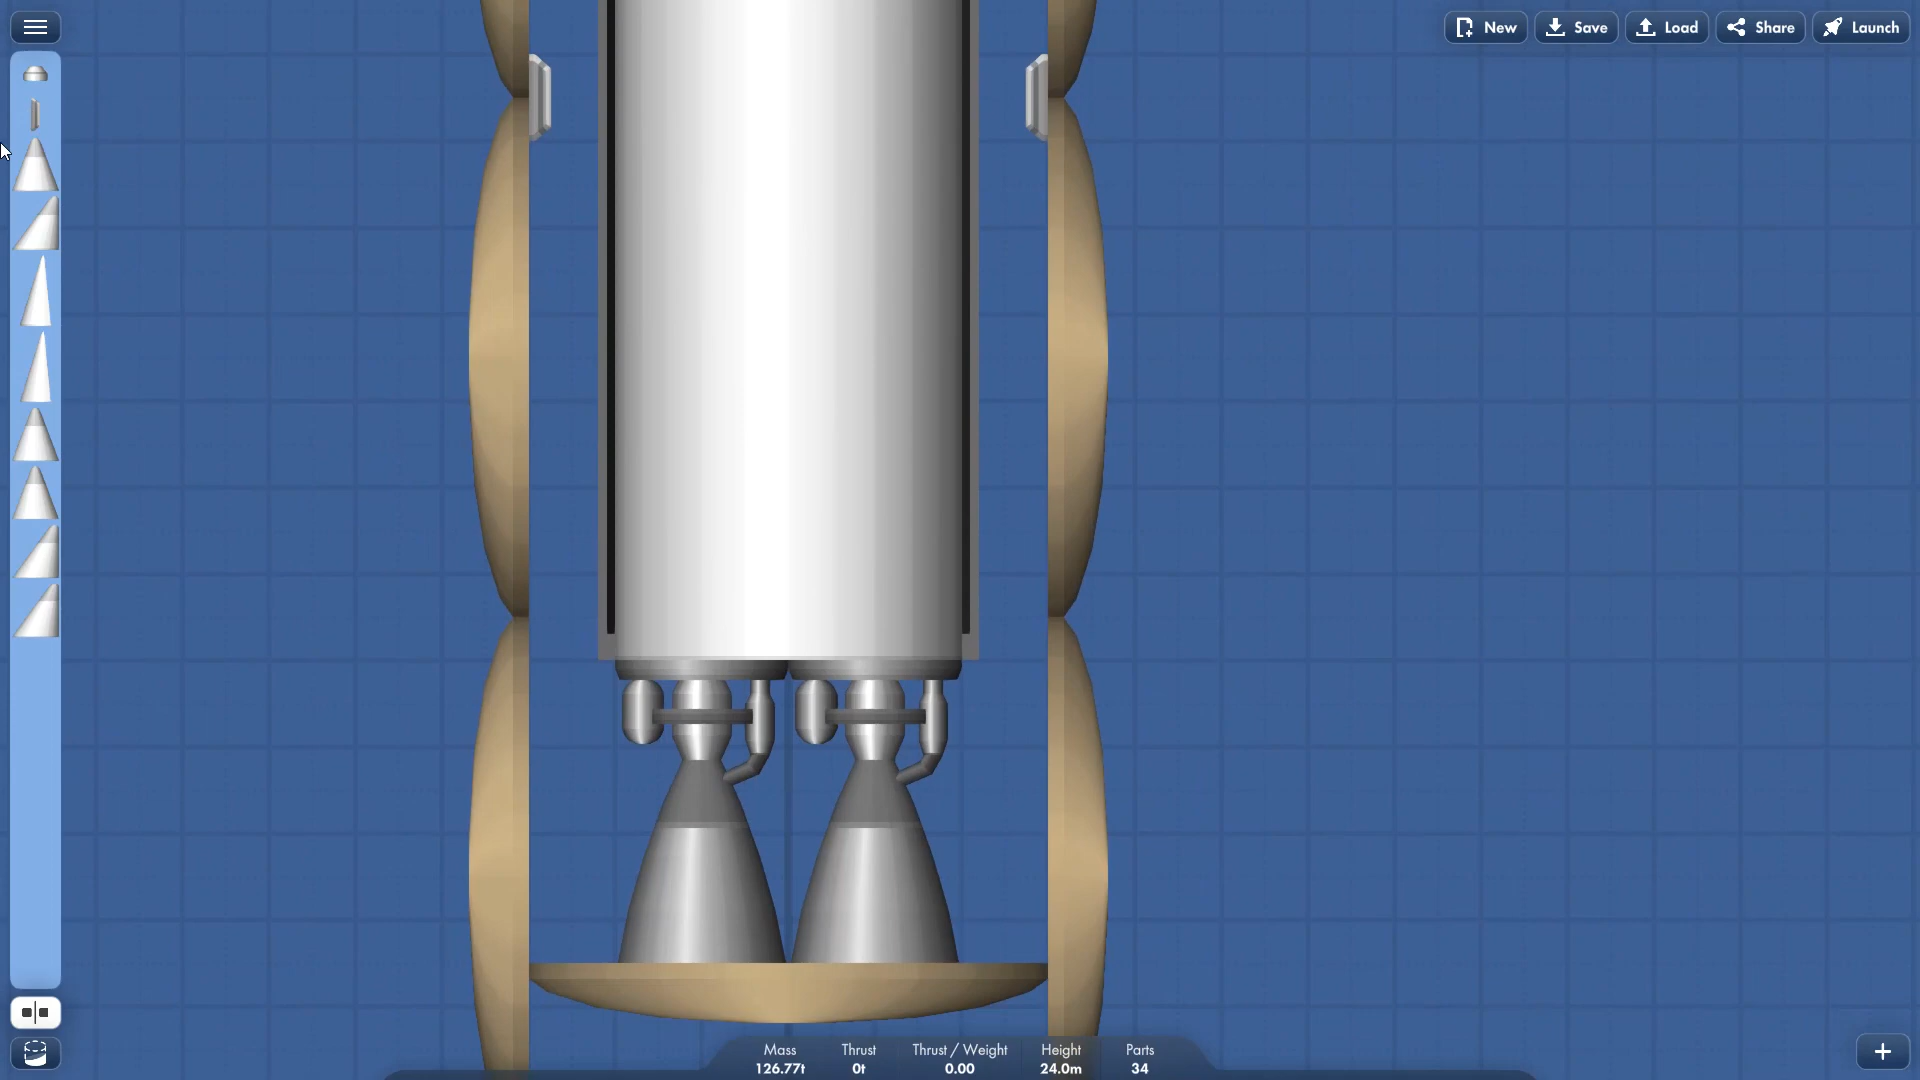 New
Save
Load
Share
Launch
Mass
126.77t
Thrust
0t
Thrust / Weight
0.00
Height
24.0m
Parts
34